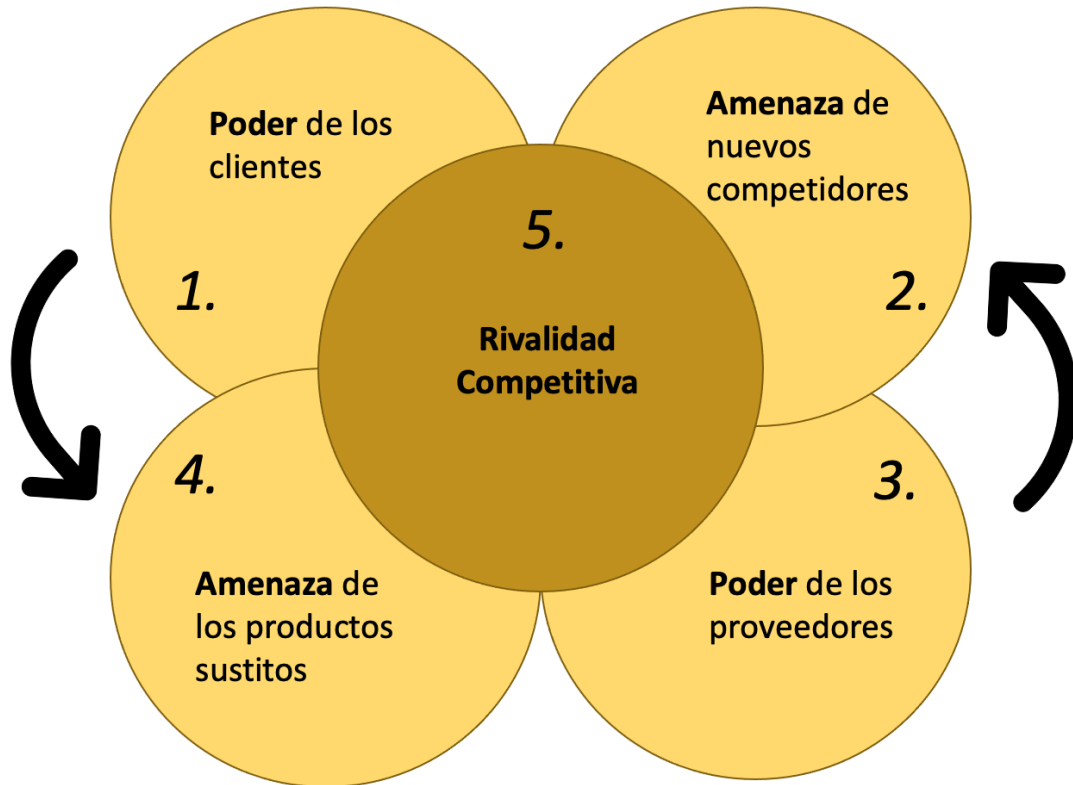 Poder de los
clientes
1.
Amenaza de
nuevos
competidores
2.
5.
Rivalidad
Competitiva
4.
Amenaza de
los productos
sustitos
3.
Poder de los
proveedores